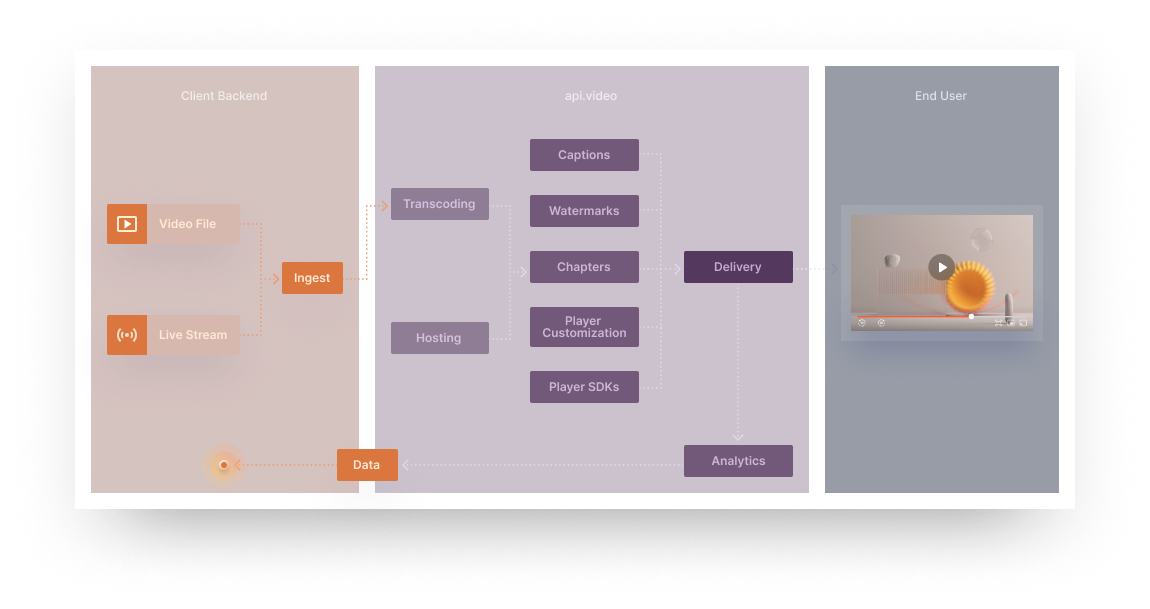 Client Backend
api.video
End User
Video File
Live Stream
Ingest
Transcoding
Hosting
Captions
Watermarks
Chapters
Player
Customization
Player SDKs
Delivery
Analytics
Data